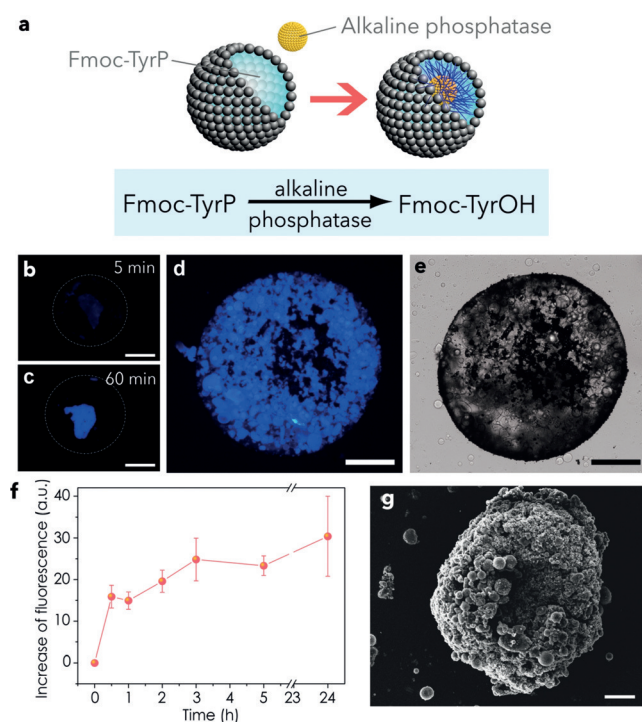 a
Alkaline phosphatase
Fmoc-TyrP
Fmoc-TyrP alkaline phosphatase Fmoc-TyrOH
b 5 min
c 60 min
d
e
f
Increase of fluorescence (a.u.)
40
30
20
10
0
0 1 2 3 5 23 24
Time (h)
g